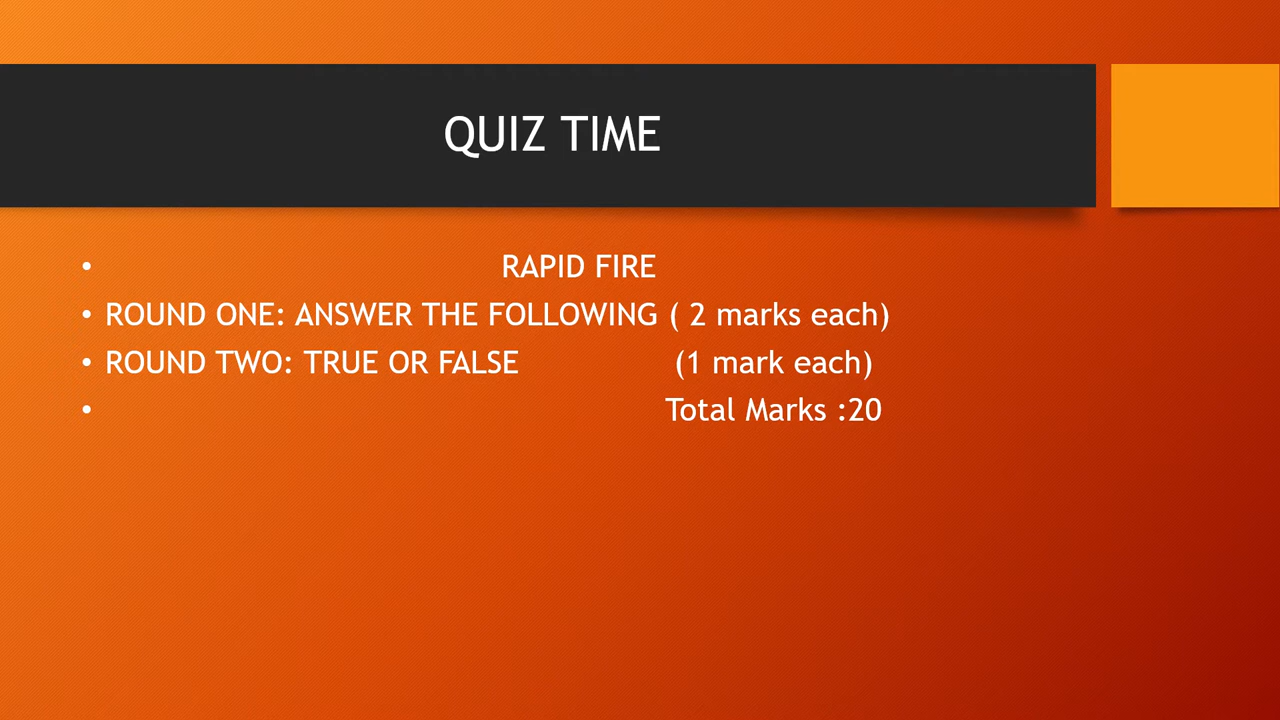 QUIZ TIME
• RAPID FIRE
• ROUND ONE: ANSWER THE FOLLOWING ( 2 marks each)
• ROUND TWO: TRUE OR FALSE (1 mark each)
• Total Marks :20